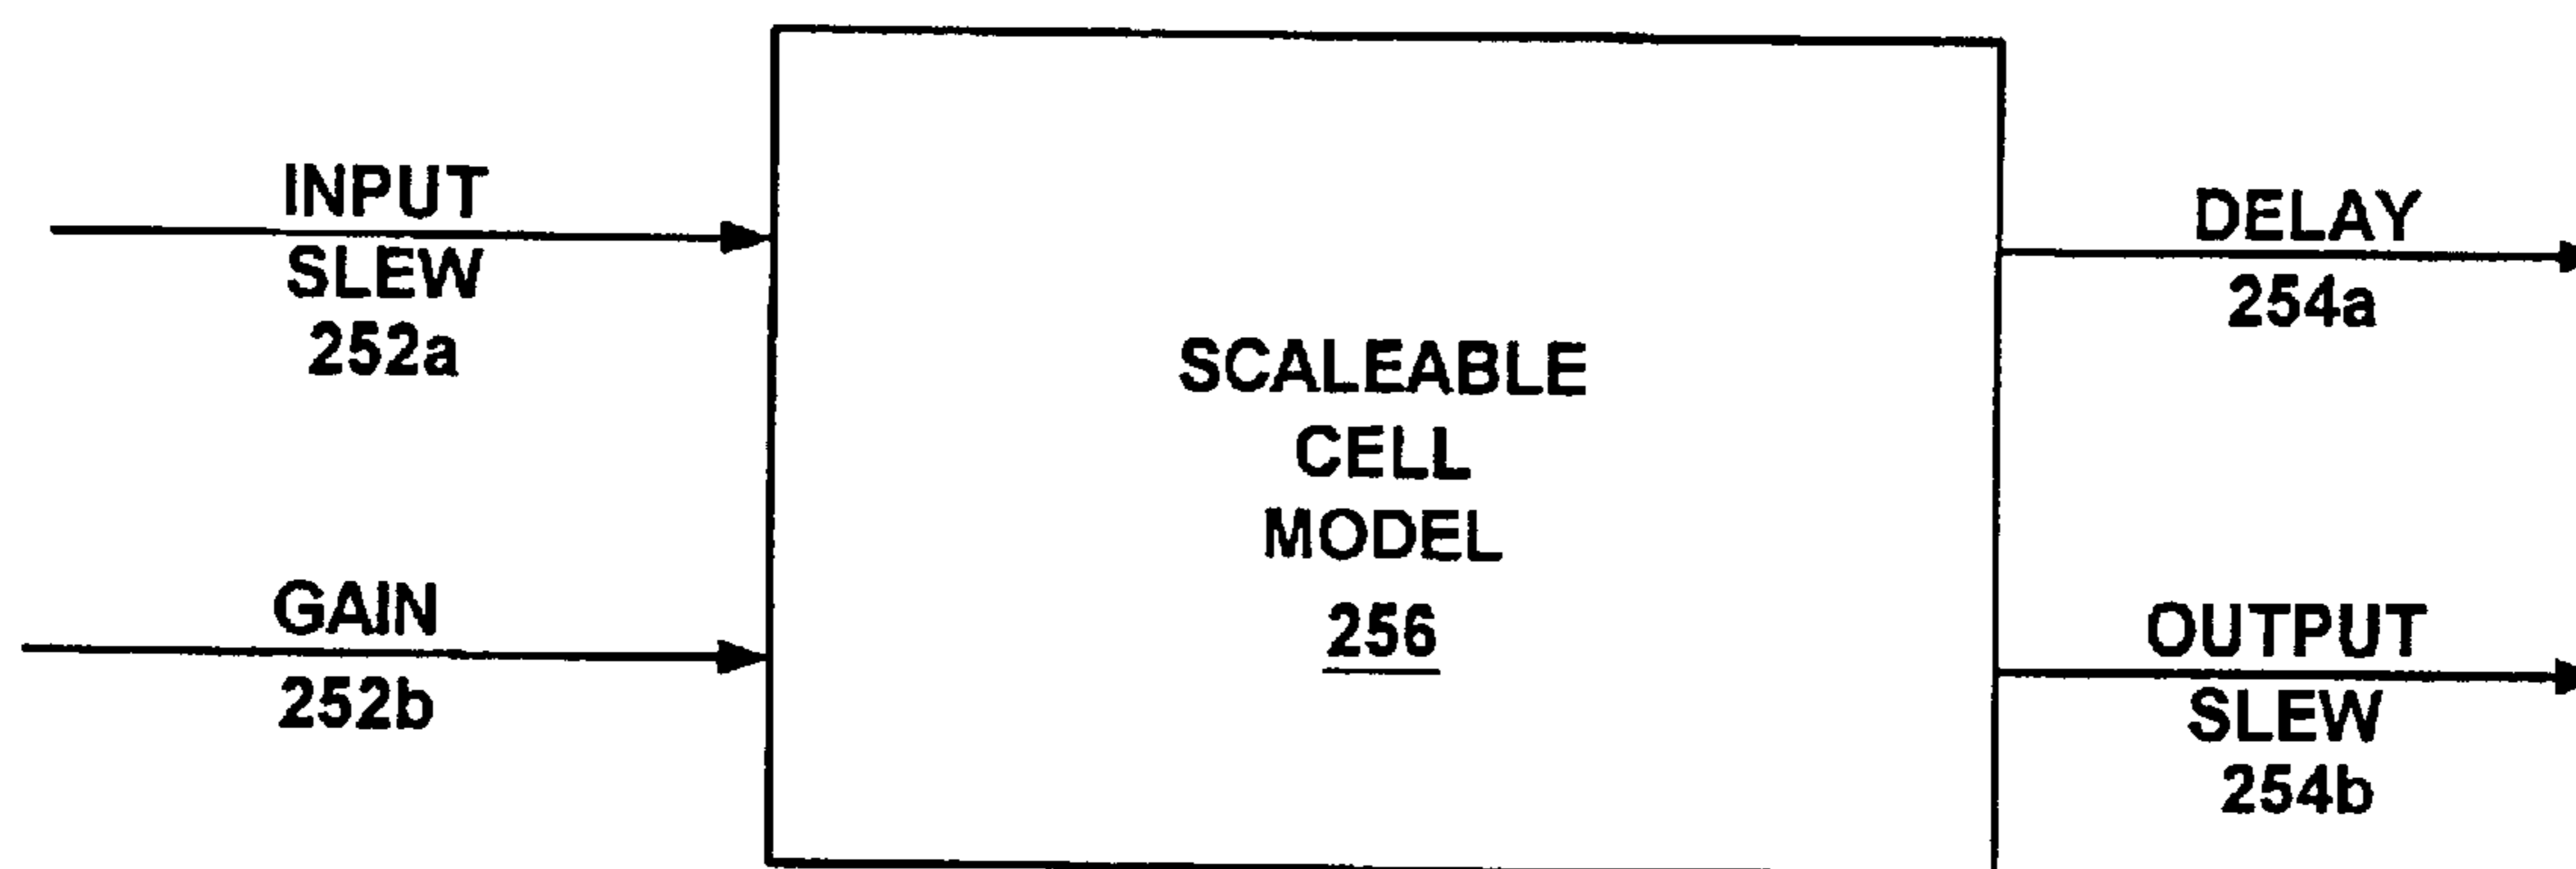 INPUT
SLEW
252a
GAIN
252b
SCALEABLE
CELL
MODEL
256
DELAY
254a
OUTPUT
SLEW
254b